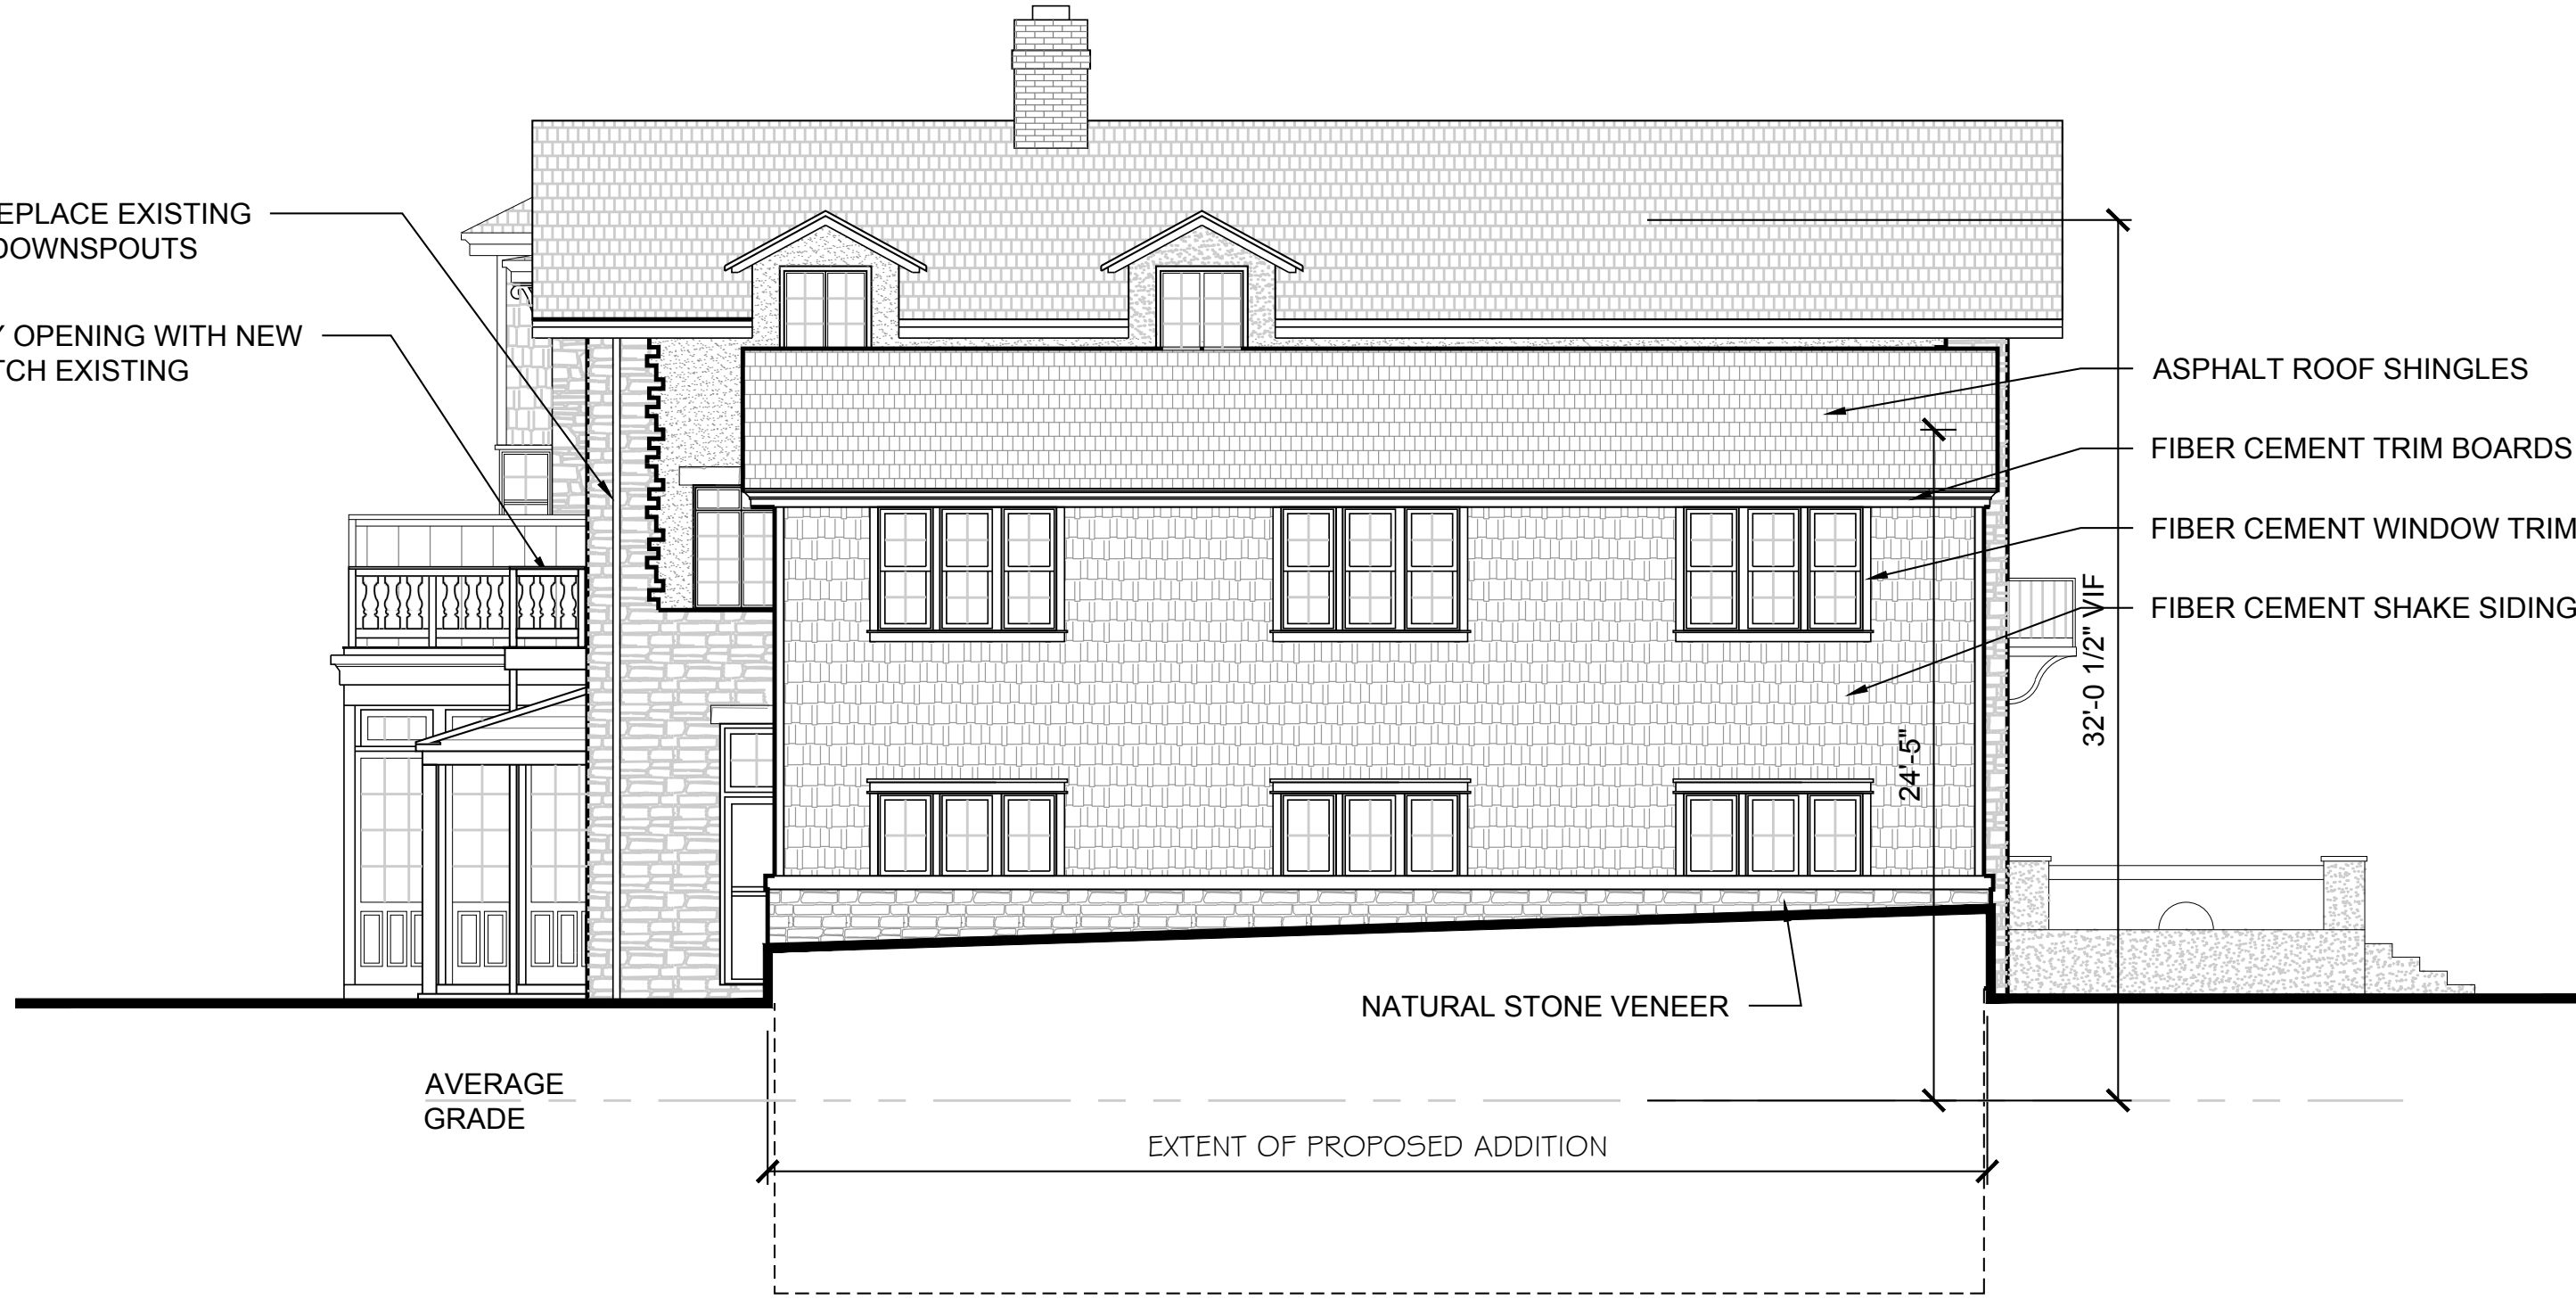 EPLACE EXISTING
DOWNSPOUTS
Y OPENING WITH NEW
TCH EXISTING
ASPHALT ROOF SHINGLES
FIBER CEMENT TRIM BOARDS
FIBER CEMENT WINDOW TRIM
FIBER CEMENT SHAKE SIDING
32'-0 1/2" VIF
24'-5"
NATURAL STONE VENEER
AVERAGE
GRADE
EXTENT OF PROPOSED ADDITION